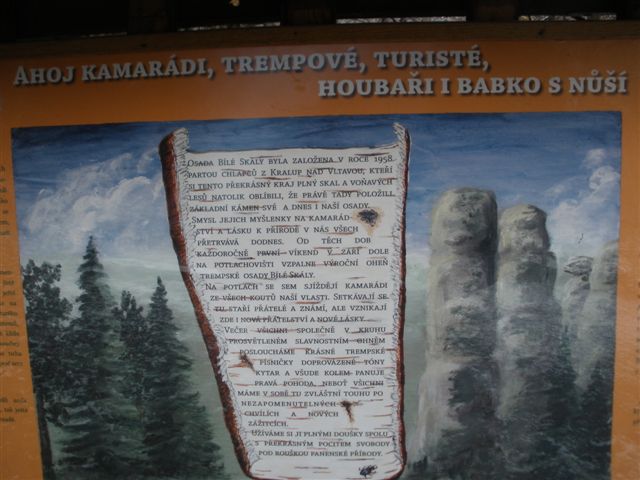 AHOJ KAMARÁDI, TREMPOVÉ, TURISTÉ,
HOUBAŘI I BABKO S NŮŠÍ
OSADA BÍLÉ SKÁLY BYLA ZALOŽENA V ROCE 1958
PARTOU CHLAPCŮ Z KRALUP NAD VLTAVOU, KTEŘÍ
SI TENTO PŘEKRÁSNÝ KRAJ PLNÝ SKAL A VOŇAVÝCH
LESŮ NATOLIK OBLÍBILI, ŽE PRÁVĚ TADY POLOŽILI
ZÁKLADNÍ KÁMEN SVÉ A DNES I NAŠÍ OSADY.
SMYSL JEJICH MYŠLENKY NA KAMARÁD-
STVÍ A LÁSKU K PŘÍRODĚ V NÁS VŠECH
PŘETRVÁVÁ DODNES. OD TĚCH DOB
KAŽDOROČNĚ PRVNÍ VÍKEND V ZÁŘÍ DOLE
NA POTLACHOVIŠTI VZPLANE VÝROČNÍ OHEŇ
TREMPSKÉ OSADY BÍLÉ SKÁLY.
NA POTLACH SE SEM SJÍŽDĚJÍ KAMARÁDI
ZE VŠECH KOUTŮ NAŠÍ VLASTI. SETKÁVAJÍ SE
TU STAŘÍ PŘÁTELÉ A ZNÁMÍ, ALE VZNIKAJÍ
ZDE I NOVÁ PŘÁTELSTVÍ A NOVÉ LÁSKY.
VEČER VŠICHNI SPOLEČNĚ V KRUHU
PROSVĚTLENÉM SLAVNOSTNÍM OHNĚM
POSLOUCHÁME KRÁSNÉ TREMPSKÉ
PÍSNIČKY DOPROVÁZENÉ TÓNY
KYTAR A VŠUDE KOLEM PANUJE
PRAVÁ POHODA, NEBOŤ VŠICHNI
MÁME V SOBĚ TU ZVLÁŠTNÍ TOUHU PO
NEZAPOMENUTELNÝCH
CHVÍLÍCH A NOVÝCH
ZÁŽITCÍCH.
UŽÍVÁME SI JI PLNÝMI DOUŠKY SPOLU
S PŘEKRÁSNÝM POCITEM SVOBODY
POD ROUŠKOU PANENSKÉ PŘÍRODY.